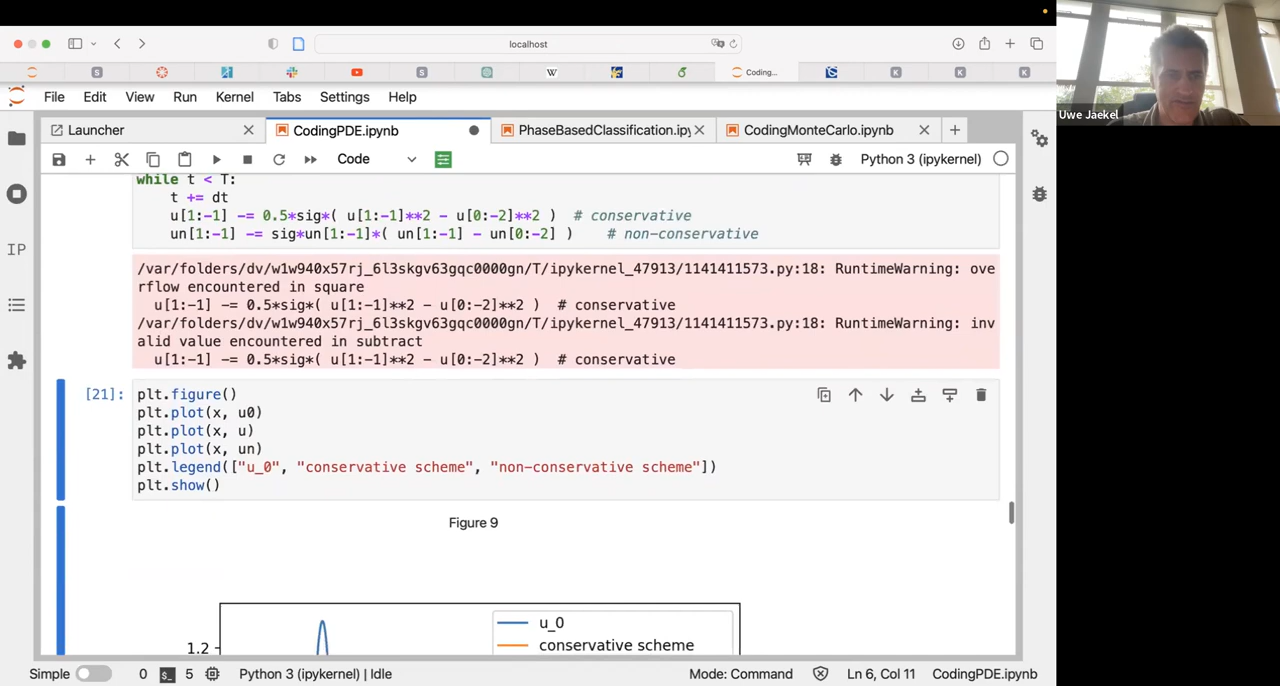 localhost
Coding...
Uwe Jaekel
File Edit View Run Kernel Tabs Settings Help
Launcher
CodingPDE.ipynb
PhaseBasedClassification.ipy
CodingMonteCarlo.ipynb
Code
Python 3 (ipykernel)
while t < T:
t += dt
u[1:-1] -= 0.5*sig*( u[1:-1]**2 - u[0:-2]**2 ) # conservative
un[1:-1] -= sig*un[1:-1]*( un[1:-1] - un[0:-2] ) # non-conservative
/var/folders/dv/w1w940x57rj_6l3skgv63gqc0000gn/T/ipykernel_47913/1141411573.py:18: RuntimeWarning: ove
rflow encountered in square
u[1:-1] -= 0.5*sig*( u[1:-1]**2 - u[0:-2]**2 ) # conservative
/var/folders/dv/w1w940x57rj_6l3skgv63gqc0000gn/T/ipykernel_47913/1141411573.py:18: RuntimeWarning: inv
alid value encountered in subtract
u[1:-1] -= 0.5*sig*( u[1:-1]**2 - u[0:-2]**2 ) # conservative
[21]:
plt.figure()
plt.plot(x, u0)
plt.plot(x, u)
plt.plot(x, un)
plt.legend(["u_0", "conservative scheme", "non-conservative scheme"])
plt.show()
Figure 9
u_0
1.2
conservative scheme
IP
Simple 0 5 Python 3 (ipykernel) | Idle Mode: Command Ln 6, Col 11 CodingPDE.ipynb